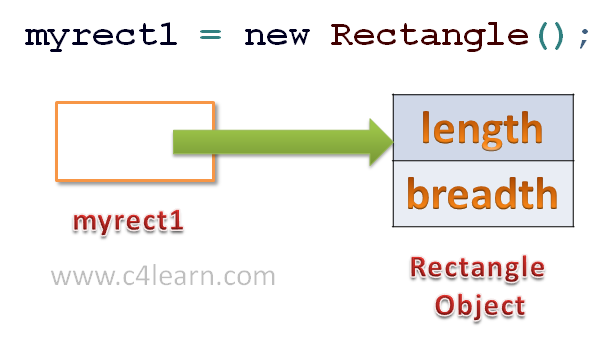 myrect1 = new Rectangle();
length
breadth
myrect1
www.c4learn.com
Rectangle
Object